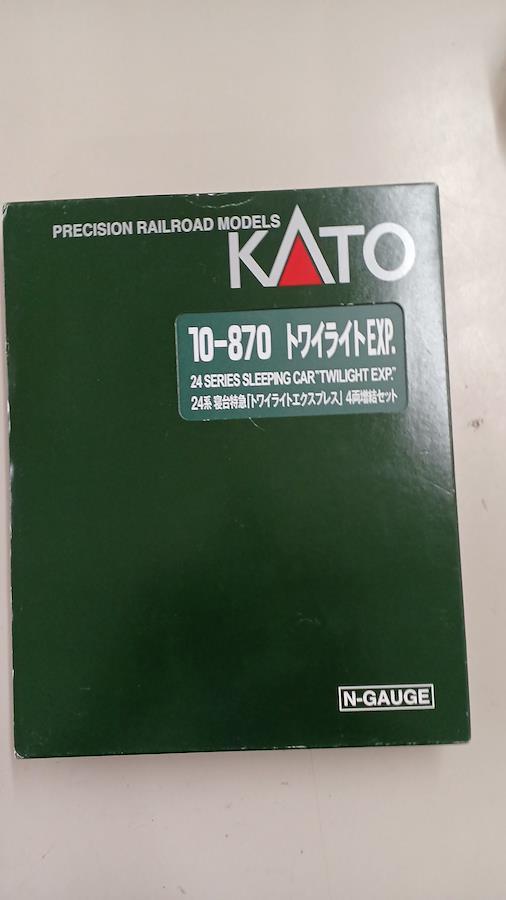 PRECISION RAILROAD MODELS
KATO
10-870 トワイライトEXP.
24 SERIES SLEEPING CAR"TWILIGHT EXP."
24系 寝台特急「トワイライトエクスプレス」 4両増結セット
N-GAUGE